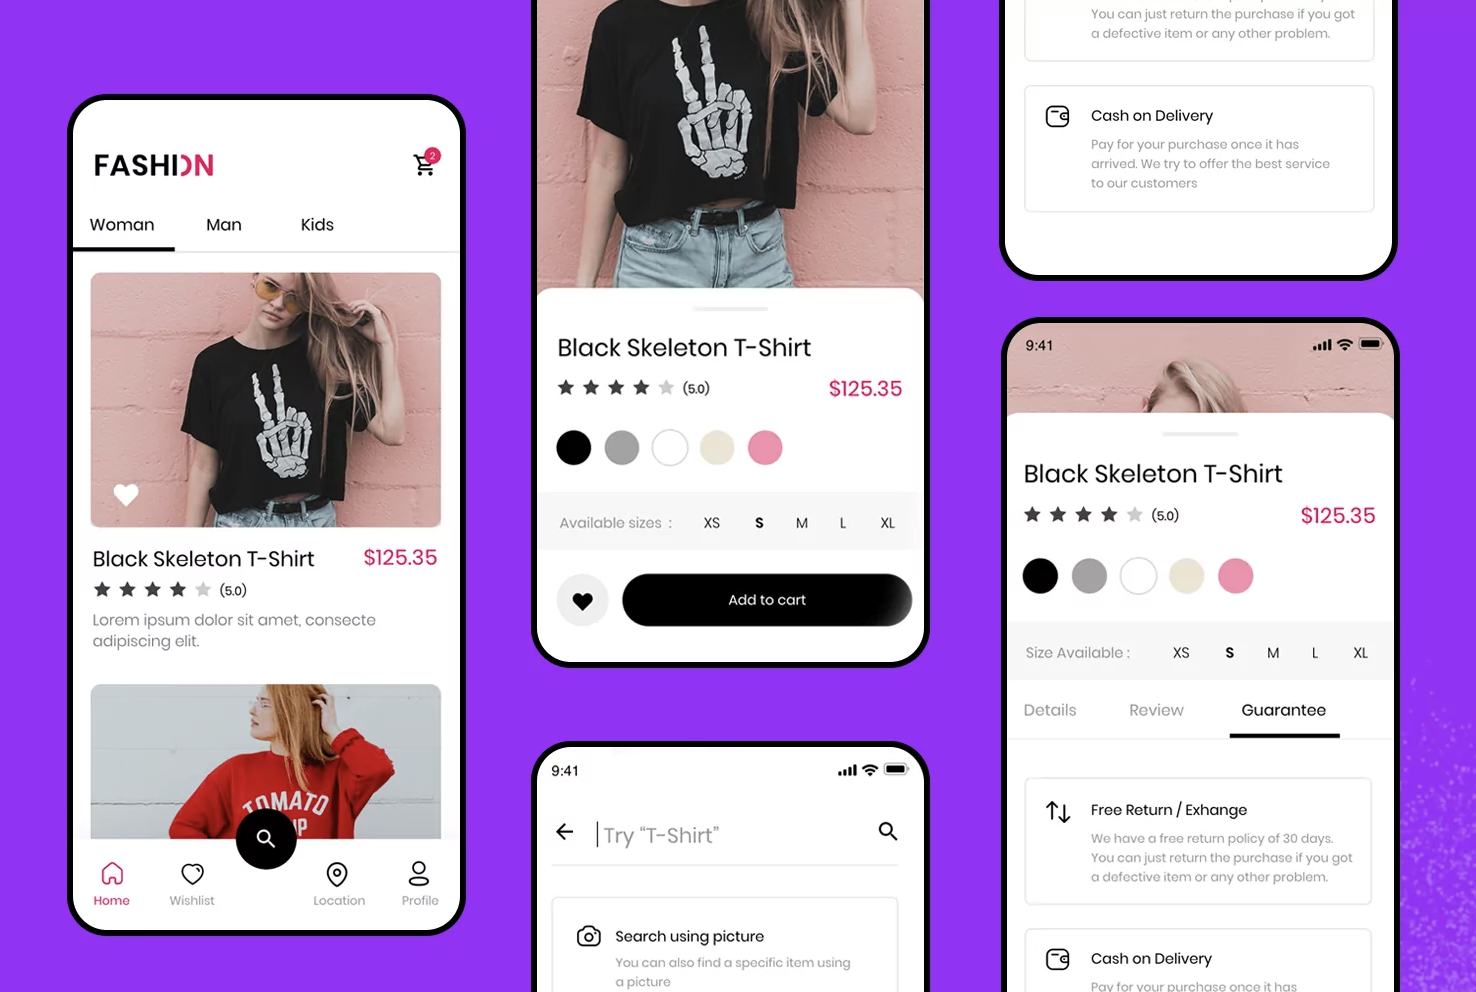 FASHION
2
Woman Man Kids
Black Skeleton T-Shirt $125.35
(5.0)
Lorem ipsum dolor sit amet, consecte
adipiscing elit.
TOMATO
Home Wishlist Location Profile
Black Skeleton T-Shirt
(5.0) $125.35
Available sizes : XS S M L XL
Add to cart
9:41
Try “T-Shirt”
Search using picture
You can also find a specific item using
a picture
You can just return the purchase if you got
a defective item or any other problem.
Cash on Delivery
Pay for your purchase once it has
arrived. We try to offer the best service
to our customers
9:41
Black Skeleton T-Shirt
(5.0) $125.35
Size Available : XS S M L XL
Details Review Guarantee
Free Return / Exhange
We have a free return policy of 30 days.
You can just return the purchase if you got
a defective item or any other problem.
Cash on Delivery
Pay for your purchase once it has